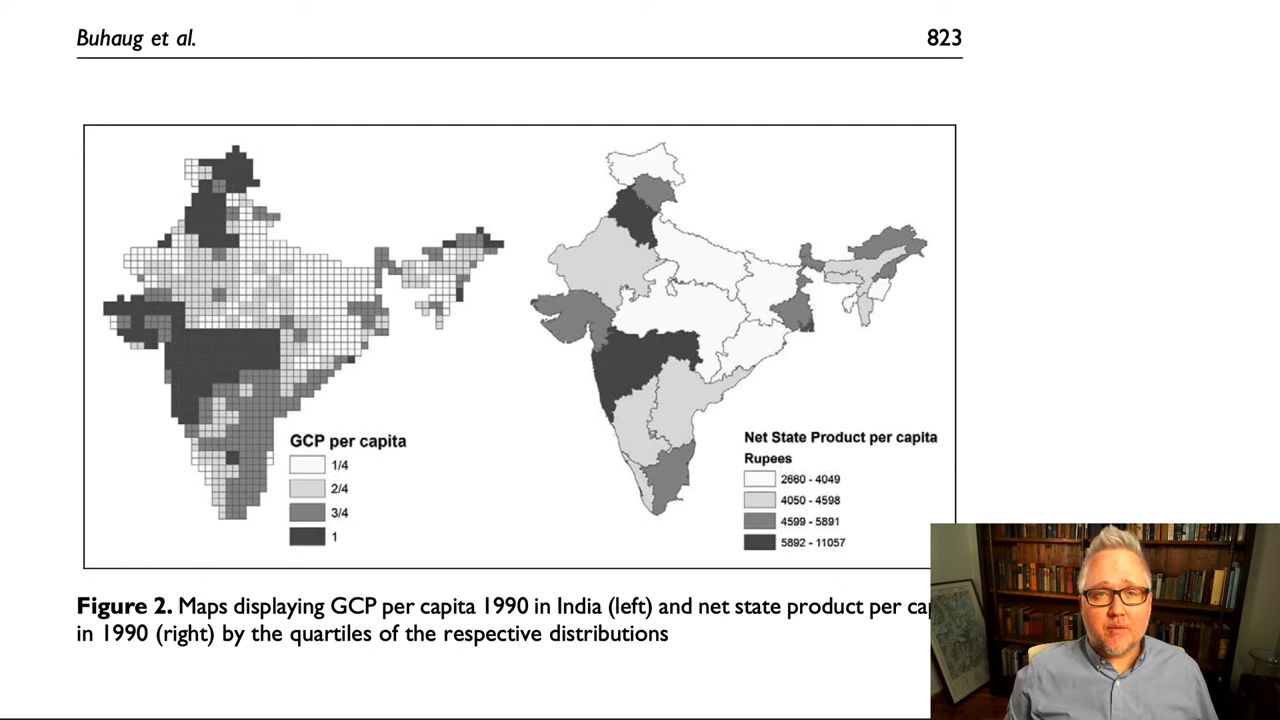 Buhaug et al.
823
GCP per capita
1/4
2/4
3/4
1
Net State Product per capita
Rupees
2660 - 4049
4050 - 4598
4599 - 5891
5892 - 11057
Figure 2. Maps displaying GCP per capita 1990 in India (left) and net state product per
in 1990 (right) by the quartiles of the respective distributions